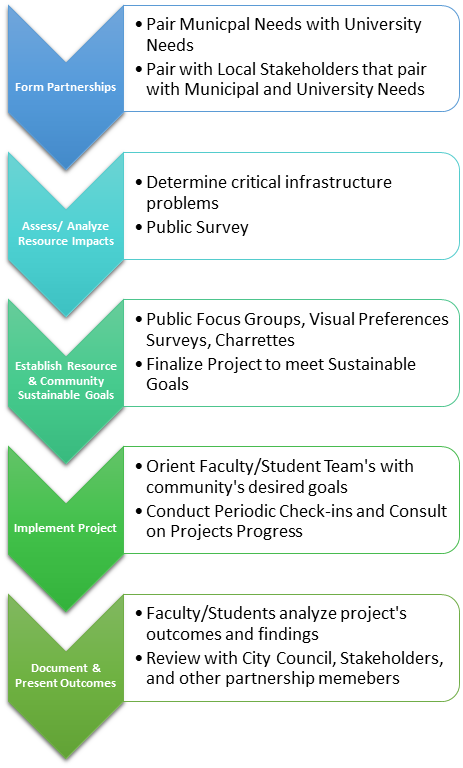 Form Partnerships
• Pair Municpal Needs with University
Needs
• Pair with Local Stakeholders that pair
with Municipal and University Needs
Assess/ Analyze
Resource Impacts
• Determine critical infrastructure
problems
• Public Survey
Establish Resource
& Community
Sustainable Goals
• Public Focus Groups, Visual Preferences
Surveys, Charrettes
• Finalize Project to meet Sustainable
Goals
Implement Project
• Orient Faculty/Student Team's with
community's desired goals
• Conduct Periodic Check-ins and Consult
on Projects Progress
Document &
Present Outcomes
• Faculty/Students analyze project's
outcomes and findings
• Review with City Council, Stakeholders,
and other partnership memebers